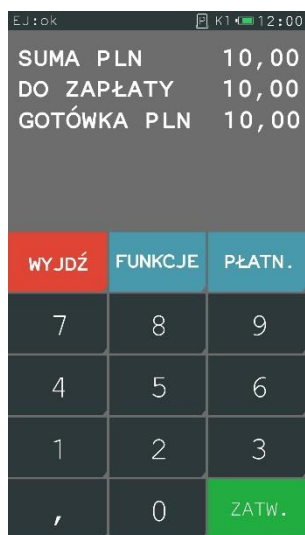 EJ:ok P K1 12:00
SUMA PLN 10,00
DO ZAPŁATY 10,00
GOTÓWKA PLN 10,00
WYJDŹ FUNKCJE PŁATN.
7 8 9
4 5 6
1 2 3
, 0 ZATW.